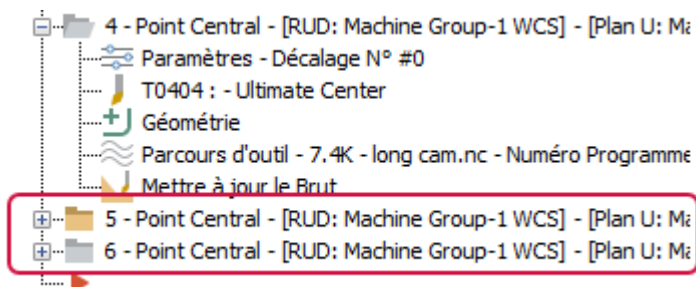 4 - Point Central - [RUD: Machine Group-1 WCS] - [Plan U: Ma
Paramètres - Décalage N° #0
T0404 : - Ultimate Center
Géométrie
Parcours d'outil - 7.4K - long cam.nc - Numéro Programme
Mettre à jour le Brut
5 - Point Central - [RUD: Machine Group-1 WCS] - [Plan U: Ma
6 - Point Central - [RUD: Machine Group-1 WCS] - [Plan U: Ma